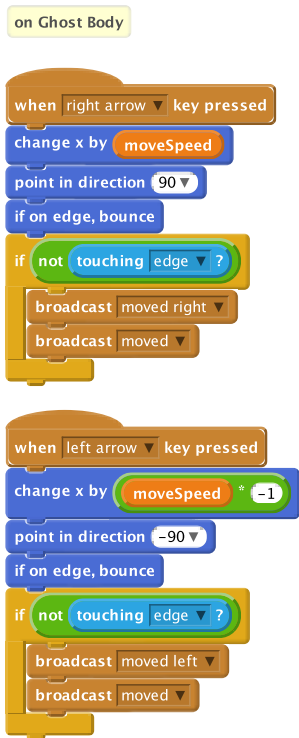 on Ghost Body
when right arrow ▼ key pressed
change x by moveSpeed
point in direction 90▼
if on edge, bounce
if not touching edge ▼ ?
broadcast moved right ▼
broadcast moved ▼
when left arrow ▼ key pressed
change x by moveSpeed * -1
point in direction -90▼
if on edge, bounce
if not touching edge ▼ ?
broadcast moved left ▼
broadcast moved ▼